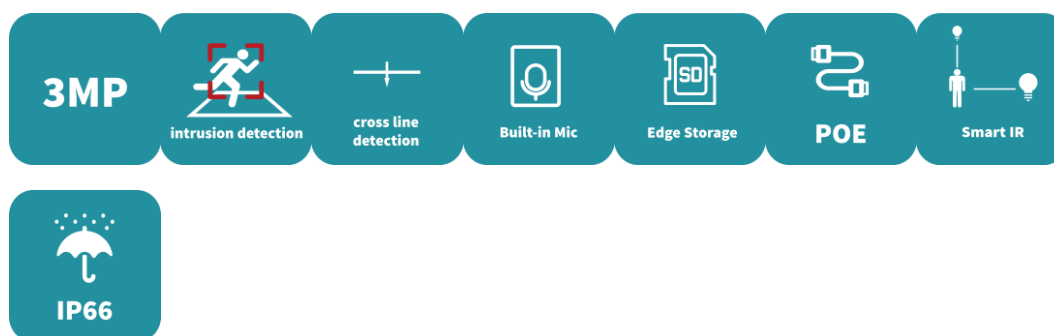 3MP
intrusion detection
cross line
detection
Built-in Mic
SD
Edge Storage
POE
Smart IR
IP66